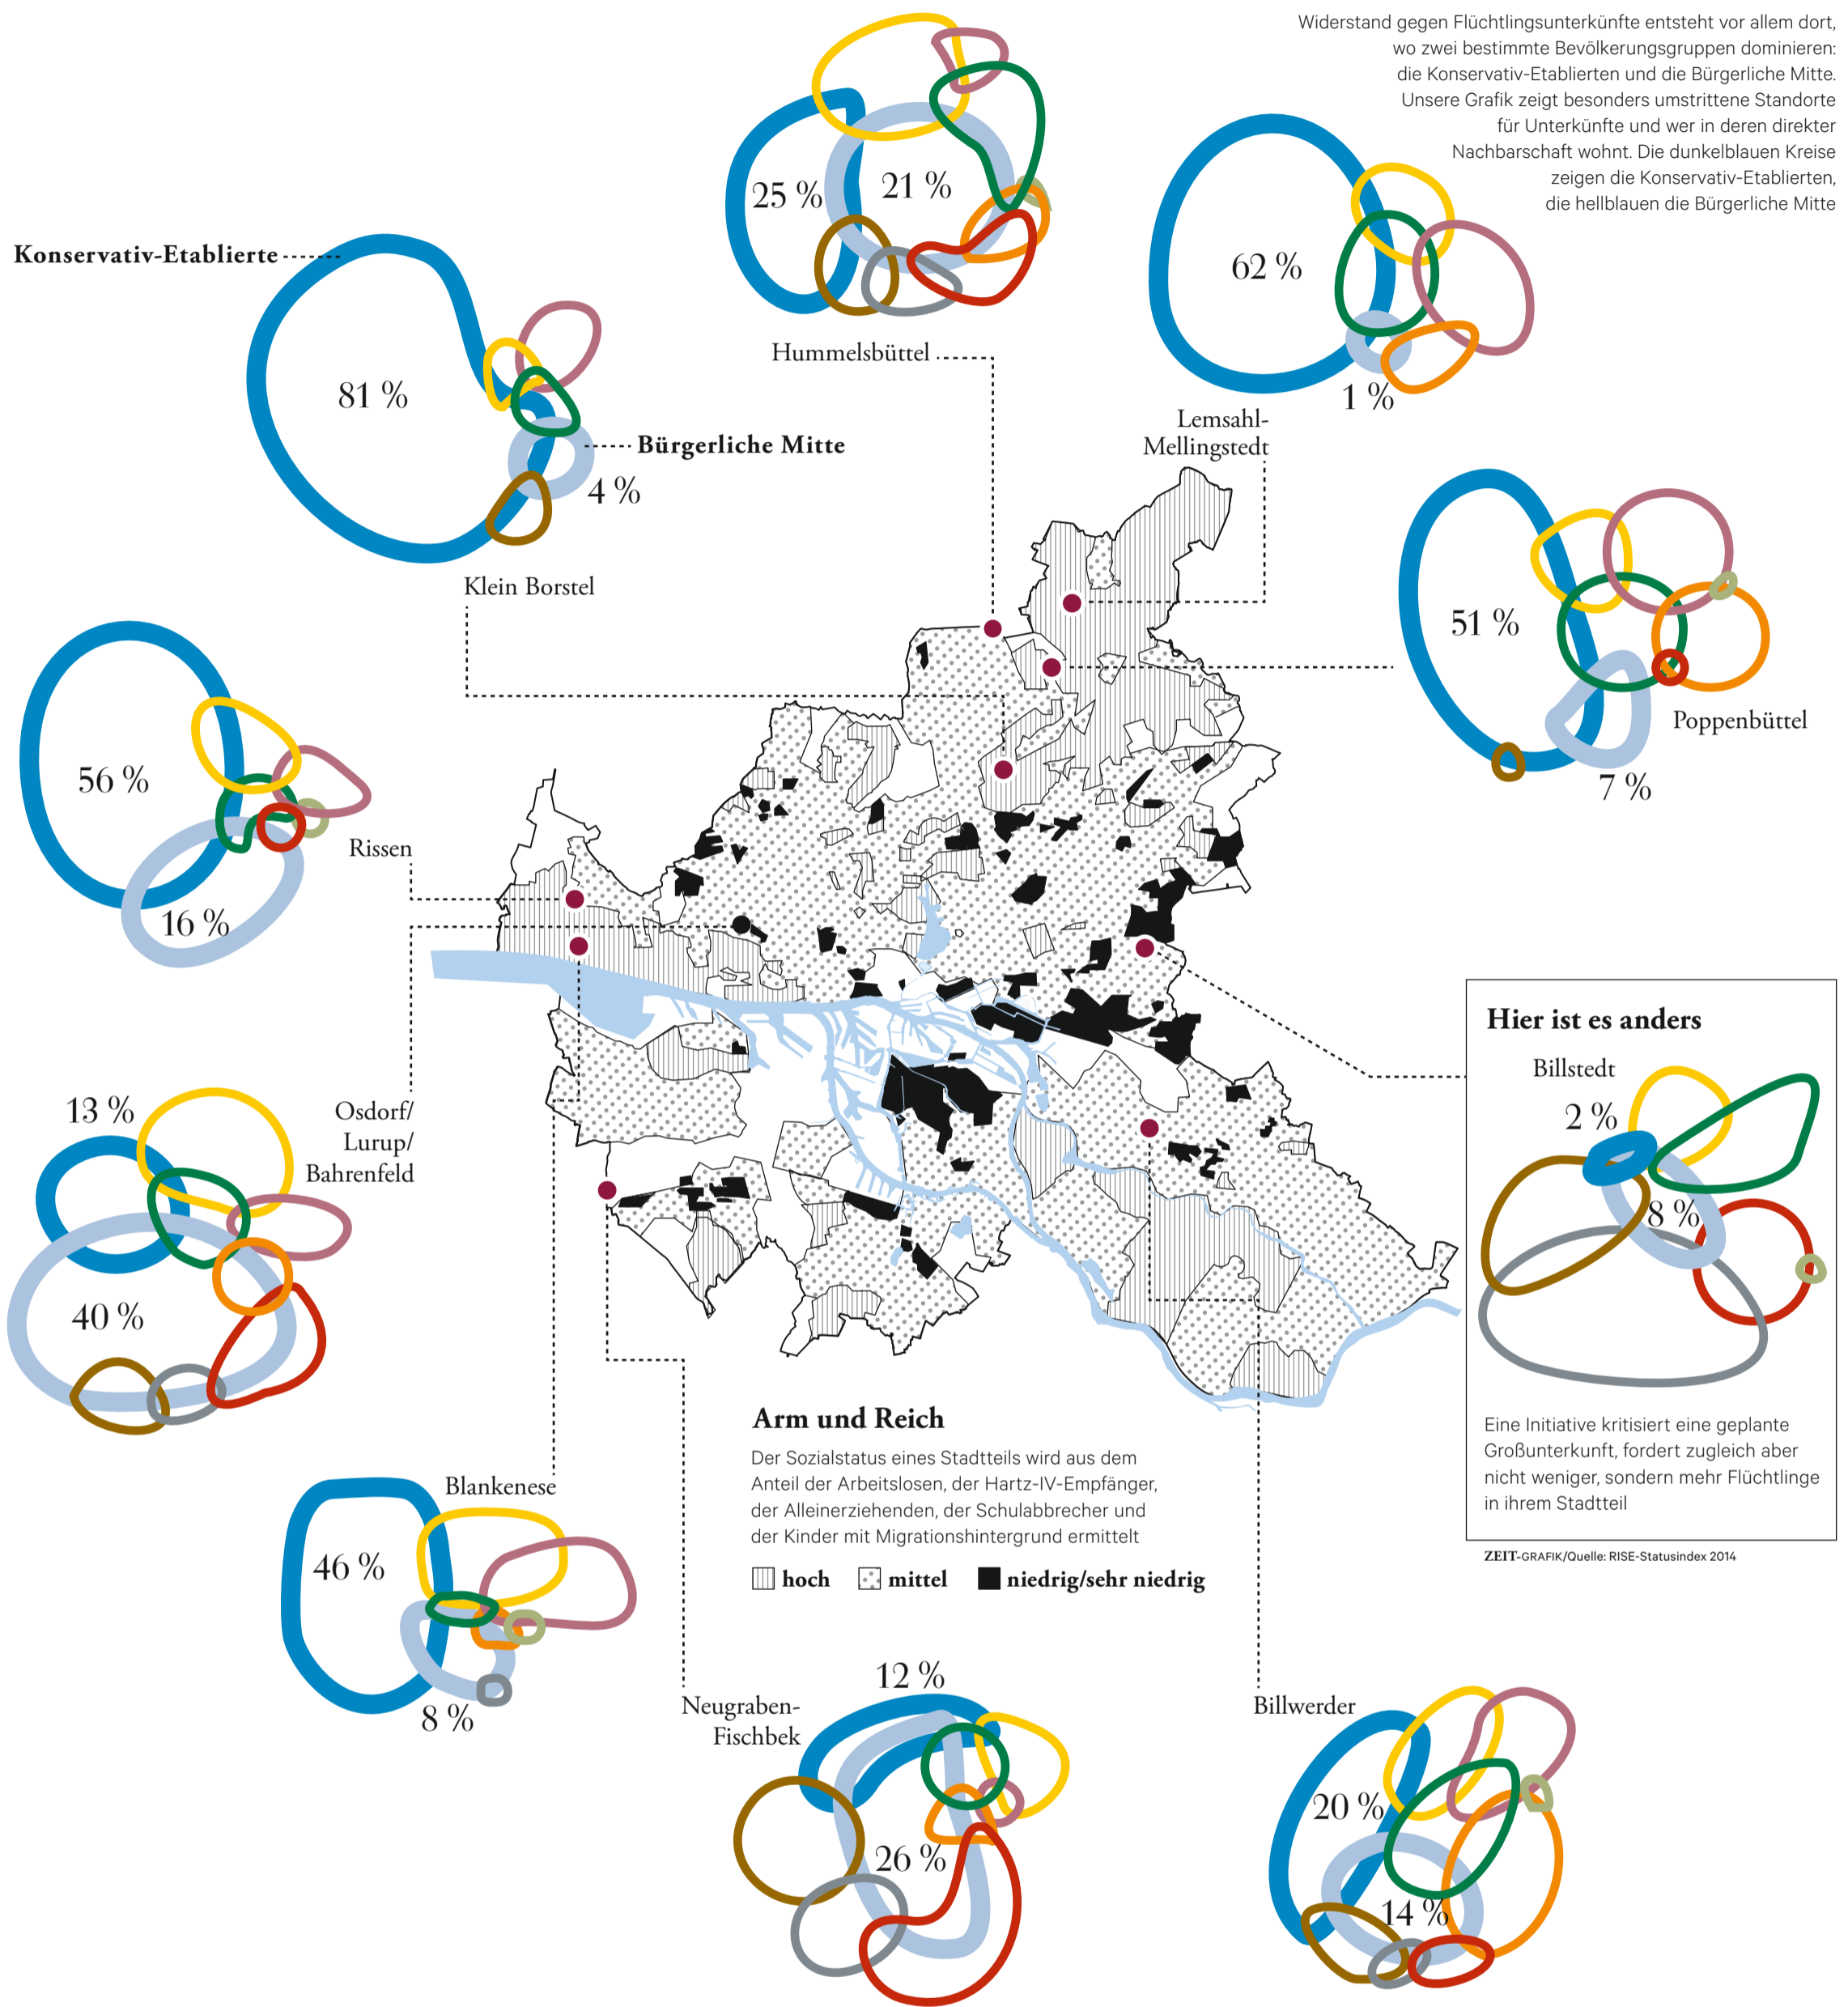 Widerstand gegen Flüchtlingsunterkünfte entsteht vor allem dort,
wo zwei bestimmte Bevölkerungsgruppen dominieren:
die Konservativ-Etablierten und die Bürgerliche Mitte.
Unsere Grafik zeigt besonders umstrittene Standorte
für Unterkünfte und wer in deren direkter
Nachbarschaft wohnt. Die dunkelblauen Kreise
zeigen die Konservativ-Etablierten,
die hellblauen die Bürgerliche Mitte
25 %
21 %
Hummelsbüttel
62 %
1 %
Lemsahl-
Mellingstedt
Konservativ-Etablierte
81 %
Bürgerliche Mitte
4 %
Klein Borstel
51 %
Poppenbüttel
7 %
56 %
Rissen
16 %
13 %
Osdorf/
Lurup/
Bahrenfeld
40 %
Hier ist es anders
Billstedt
2 %
8 %
Eine Initiative kritisiert eine geplante
Großunterkunft, fordert zugleich aber
nicht weniger, sondern mehr Flüchtlinge
in ihrem Stadtteil
ZEIT-GRAFIK/Quelle: RISE-Statusindex 2014
Arm und Reich
Der Sozialstatus eines Stadtteils wird aus dem
Anteil der Arbeitslosen, der Hartz-IV-Empfänger,
der Alleinerziehenden, der Schulabbrecher und
der Kinder mit Migrationshintergrund ermittelt
hoch mittel niedrig/sehr niedrig
Blankenese
46 %
8 %
12 %
Neugraben-
Fischbek
26 %
Billwerder
20 %
14 %